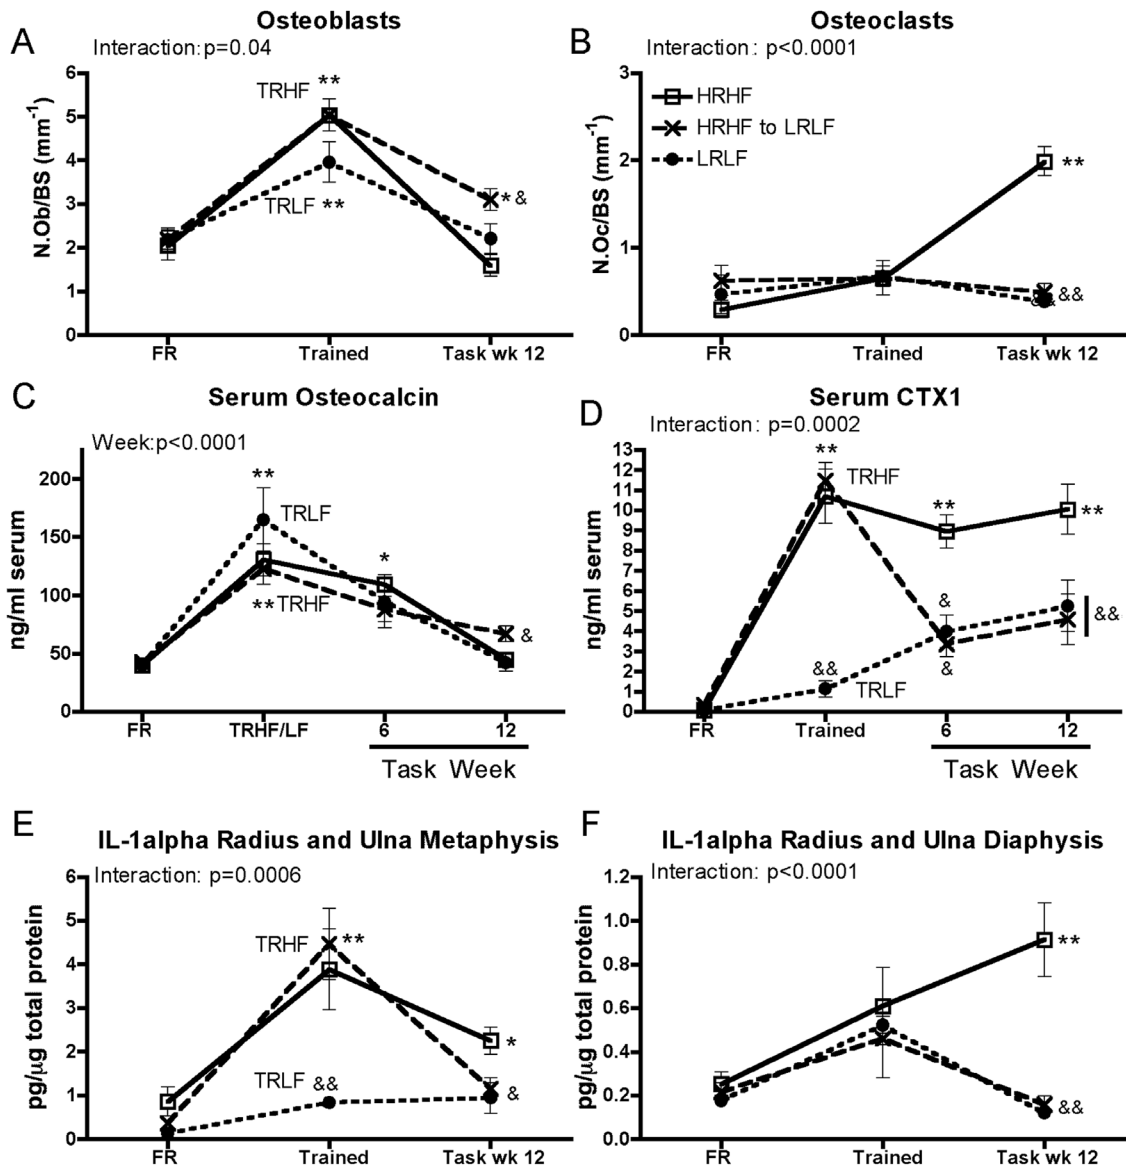 A
Osteoblasts
Interaction:p=0.04
N.Ob/BS (mm-1)
6
5
4
3
2
1
0
TRHF **
TRLF **
* &
FR Trained Task wk 12
B
Osteoclasts
Interaction : p<0.0001
N.Oc/BS (mm-1)
3
2
1
0
HRHF
HRHF to LRLF
LRLF
**
&&
&&
FR Trained Task wk 12
C
Serum Osteocalcin
Week:p<0.0001
ng/ml serum
200
150
100
50
0
**
TRLF
** TRHF
*
&
FR TRHF/LF 6 12
Task Week
D
Serum CTX1
Interaction: p=0.0002
ng/ml serum
13
12
11
10
9
8
7
6
5
4
3
2
1
0
**
TRHF
**
**
&
&
&&
&&
TRLF
FR Trained 6 12
Task Week
E
IL-1alpha Radius and Ulna Metaphysis
Interaction: p=0.0006
pg/μg total protein
6
5
4
3
2
1
0
TRHF **
TRLF &&
*
&
FR Trained Task wk 12
F
IL-1alpha Radius and Ulna Diaphysis
Interaction: p<0.0001
pg/μg total protein
1.2
1.0
0.8
0.6
0.4
0.2
0.0
**
&&
FR Trained Task wk 12